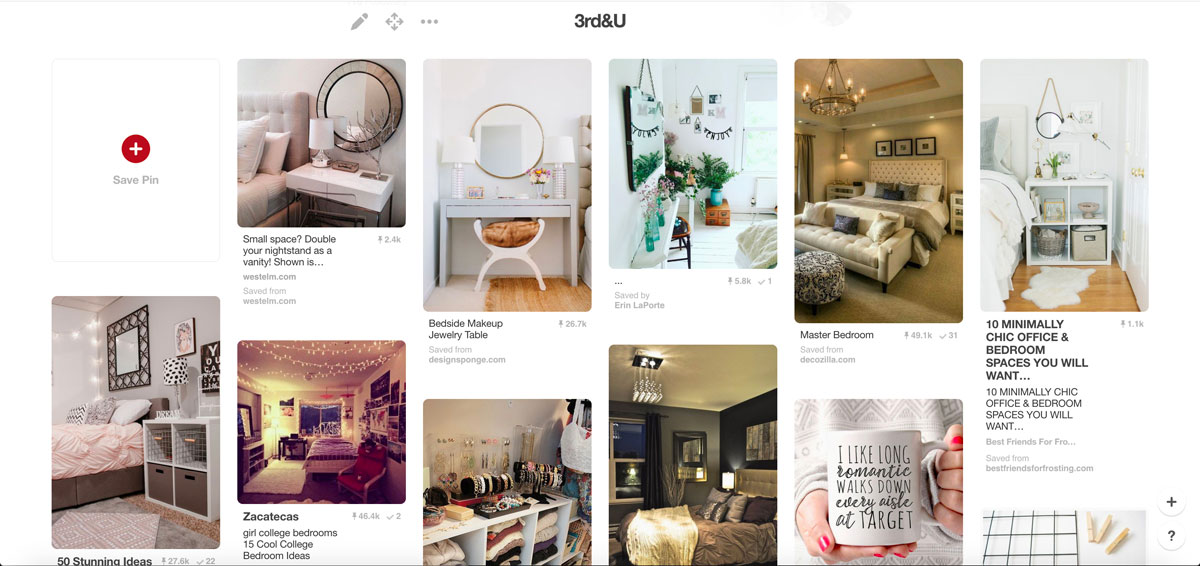 3rd&U
Save Pin
Small space? Double
your nightstand as a
vanity! Shown is…
2.4k
westelm.com
Saved from
westelm.com
Bedside Makeup
Jewelry Table
26.7k
Saved from
designsponge.com
ENJOY
...
5.8k
1
Saved by
Erin LaPorte
Master Bedroom
49.1k
31
Saved from
decozilla.com
10 MINIMALLY
CHIC OFFICE &
BEDROOM
SPACES YOU WILL
WANT…
1.1k
10 MINIMALLY CHIC
OFFICE & BEDROOM
SPACES YOU WILL
WANT…
Best Friends For Fro…
Saved from
bestfriendsforfrosting.com
DREAM
50 Stunning Ideas
27.6k
22
Zacatecas
46.4k
2
girl college bedrooms
15 Cool College
Bedroom Ideas
I LIKE LONG
romantic
WALKS DOWN
every aisle
at TARGET
?